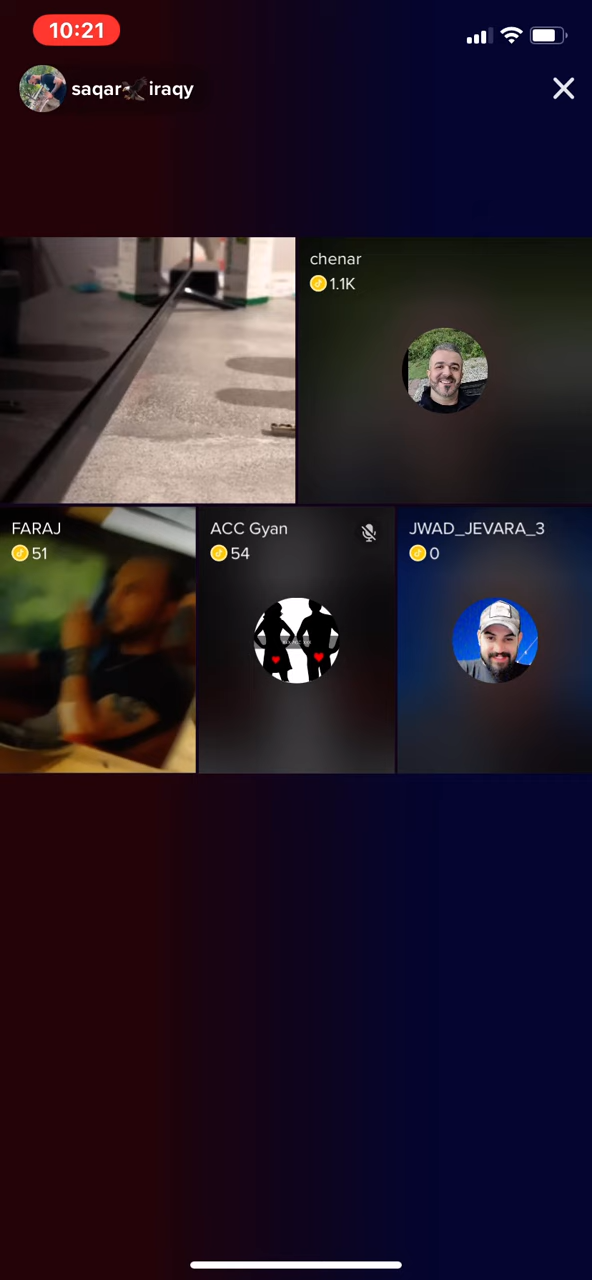 10:21
saqar🦅iraqy
chenar
1.1K
FARAJ
51
ACC Gyan
54
JWAD_JEVARA_3
0